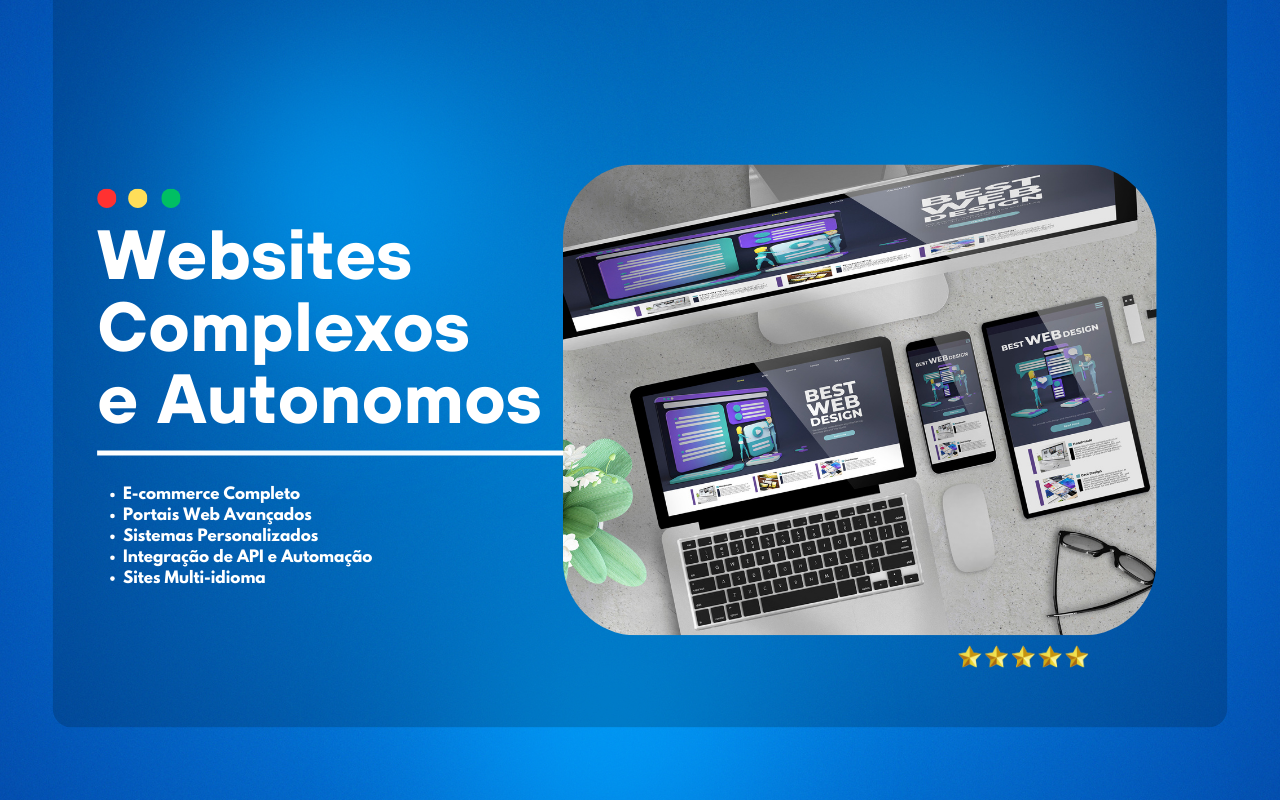 Websites
Complexos
e Autonomos
E-commerce Completo
Portais Web Avançados
Sistemas Personalizados
Integração de API e Automação
Sites Multi-idioma
BEST
WEB
DESIGN
BEST
WEB
DESIGN
BEST WEB DESIGN
BEST WEB DESIGN